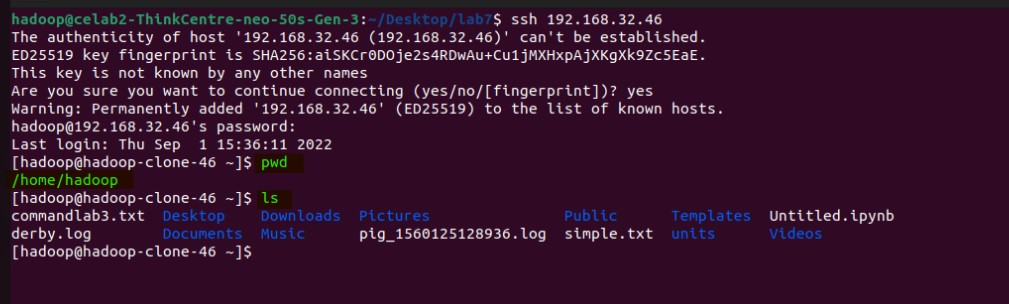 hadoop@celab2-ThinkCentre-neo-50s-Gen-3:~/Desktop/lab7$ ssh 192.168.32.46
The authenticity of host '192.168.32.46 (192.168.32.46)' can't be established.
ED25519 key fingerprint is SHA256:aiSKCr0DOje2s4RDwAu+Cu1jMXHxpAjXKgXk9Zc5EaE.
This key is not known by any other names
Are you sure you want to continue connecting (yes/no/[fingerprint])? yes
Warning: Permanently added '192.168.32.46' (ED25519) to the list of known hosts.
hadoop@192.168.32.46's password:
Last login: Thu Sep  1 15:36:11 2022
[hadoop@hadoop-clone-46 ~]$ pwd
/home/hadoop
[hadoop@hadoop-clone-46 ~]$ ls
commandlab3.txt  Desktop    Downloads  Pictures               Public      Templates  Untitled.ipynb
derby.log        Documents  Music      pig_1560125128936.log  simple.txt  units      Videos
[hadoop@hadoop-clone-46 ~]$